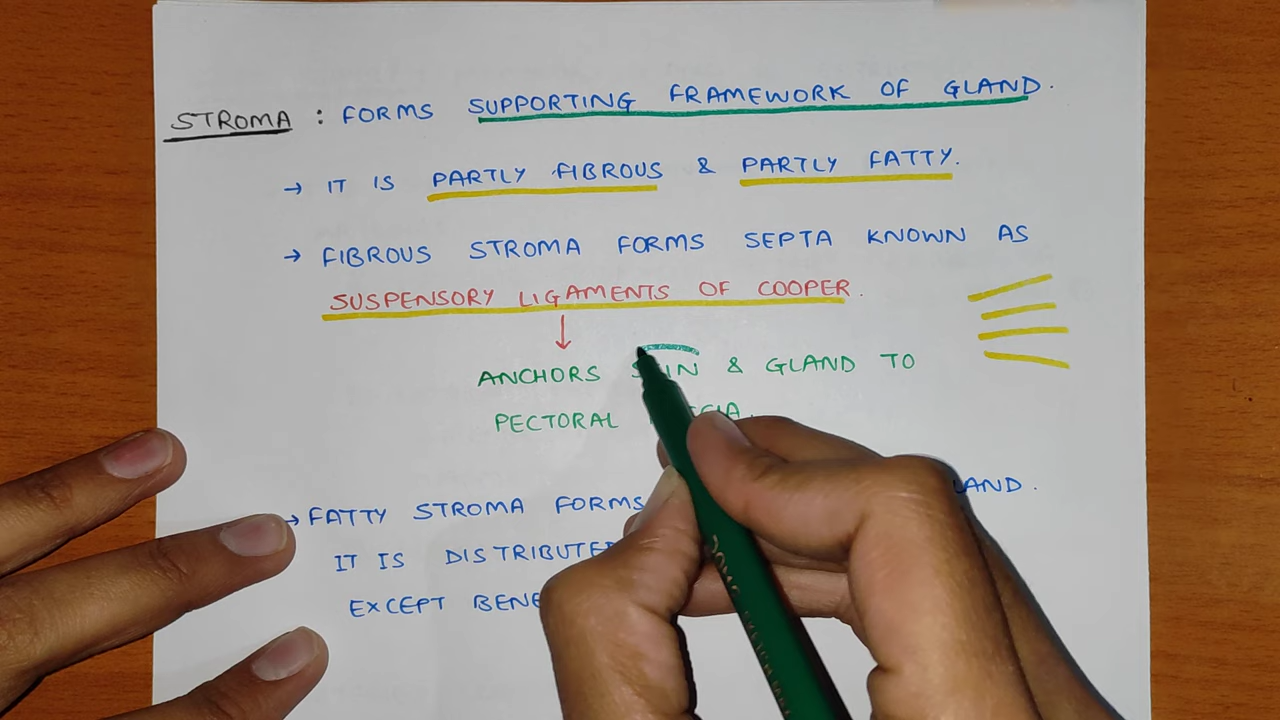 STROMA : FORMS SUPPORTING FRAMEWORK OF GLAND.
→ IT IS PARTLY FIBROUS & PARTLY FATTY.
→ FIBROUS STROMA FORMS SEPTA KNOWN AS
SUSPENSORY LIGAMENTS OF COOPER.
↓
ANCHORS SKIN & GLAND TO
PECTORAL
→ FATTY STROMA FORMS
IT IS DISTRIBUTED
EXCEPT